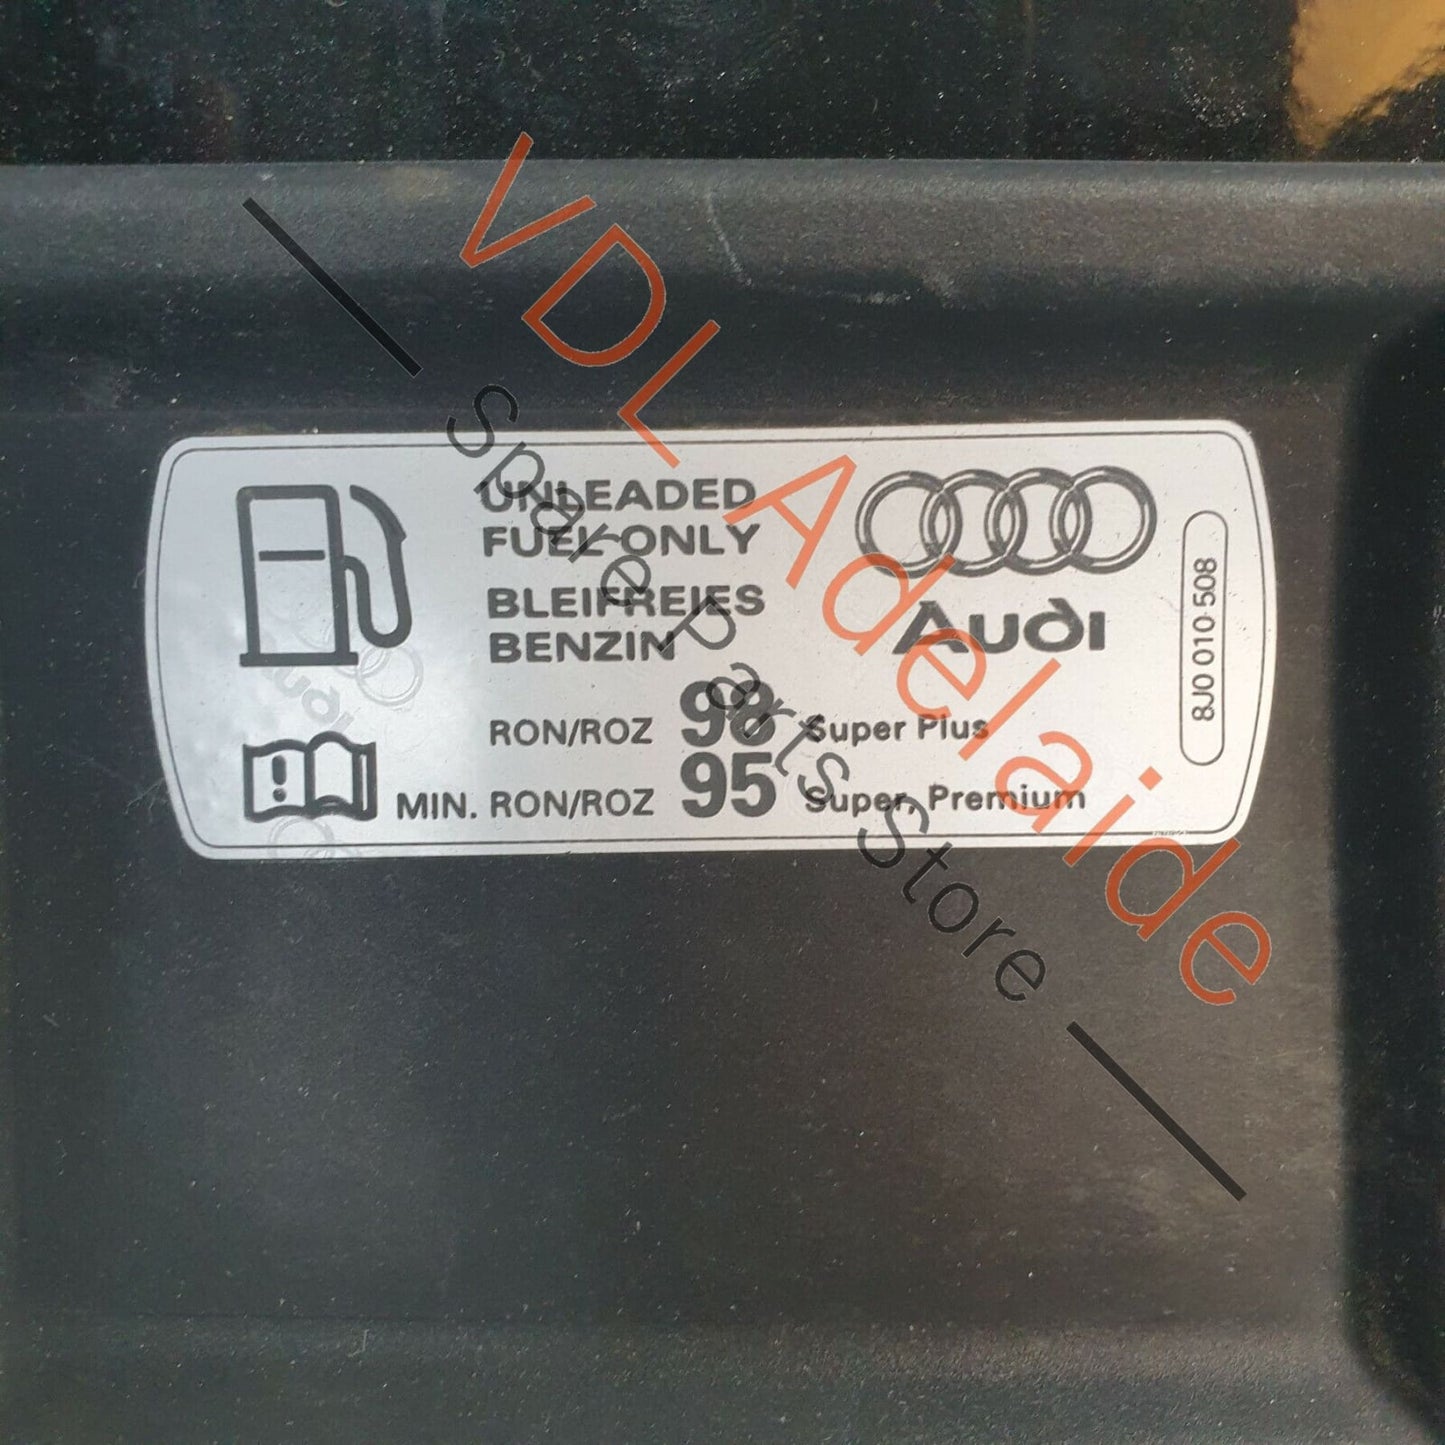 UNLEADED
FUEL ONLY
BLEIFREIES
BENZIN
RON/ROZ 98 Super Plus
MIN. RON/ROZ 95 Super, Premium
Audi
8J0 010 508
VDL Adelaide
Spare Parts Store